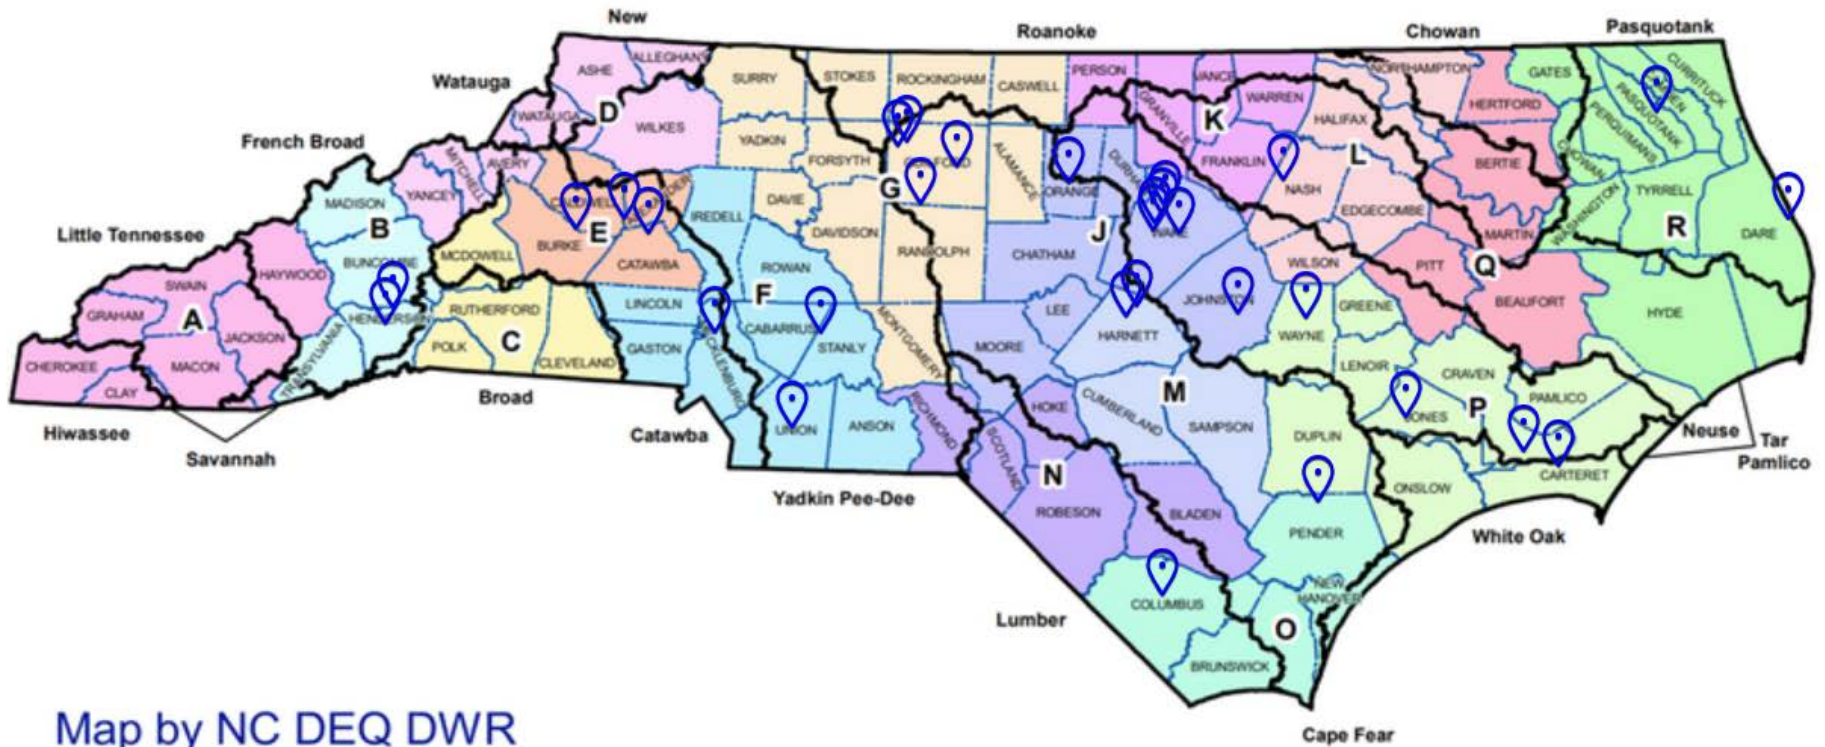 New
Roanoke
Chowan
Pasquotank
Watauga
French Broad
Little Tennessee
Hiwassee
Savannah
Broad
Catawba
Yadkin Pee-Dee
Lumber
Cape Fear
White Oak
Neuse
Tar
Pamlico
ASHE
ALLEGHANY
SURRY
STOKES
ROCKINGHAM
CASWELL
PERSON
VANCE
WARREN
NORTHAMPTON
HERTFORD
GATES
CURRITUCK
PASQUOTANK
PERQUIMANS
CHOWAN
WATAUGA
D
WILKES
YADKIN
FORSYTH
ALAMANCE
ORANGE
GRANVILLE
K
FRANKLIN
HALIFAX
L
NASH
EDGECOMBE
BERTIE
MARTIN
WASHINGTON
TYRRELL
R
DARE
MADISON
YANCEY
MITCHELL
AVERY
B
BUNCOMBE
MCDOWELL
BURKE
E
CATAWBA
IREDELL
DAVIE
DAVIDSON
G
RANDOLPH
CHATHAM
J
WAKE
WILSON
PITT
Q
BEAUFORT
HYDE
SWAIN
HAYWOOD
GRAHAM
A
JACKSON
MACON
CHEROKEE
CLAY
TRANSYLVANIA
HENDERSON
RUTHERFORD
POLK
C
CLEVELAND
LINCOLN
GASTON
ROWAN
F
CABARRUS
STANLY
MONTGOMERY
UNION
ANSON
RICHMOND
MOORE
LEE
HARNETT
JOHNSTON
WAYNE
GREENE
LENOIR
CRAVEN
PAMLICO
P
JONES
CARTERET
ONSLOW
HOKE
CUMBERLAND
M
SAMPSON
DUPLIN
SCOTLAND
N
ROBESON
BLADEN
PENDER
NEW
HANOVER
COLUMBUS
O
BRUNSWICK
Map by NC DEQ DWR